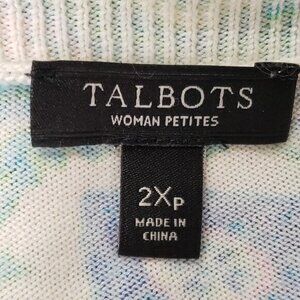 TALBOTS
WOMAN PETITES
2Xp
MADE IN
CHINA